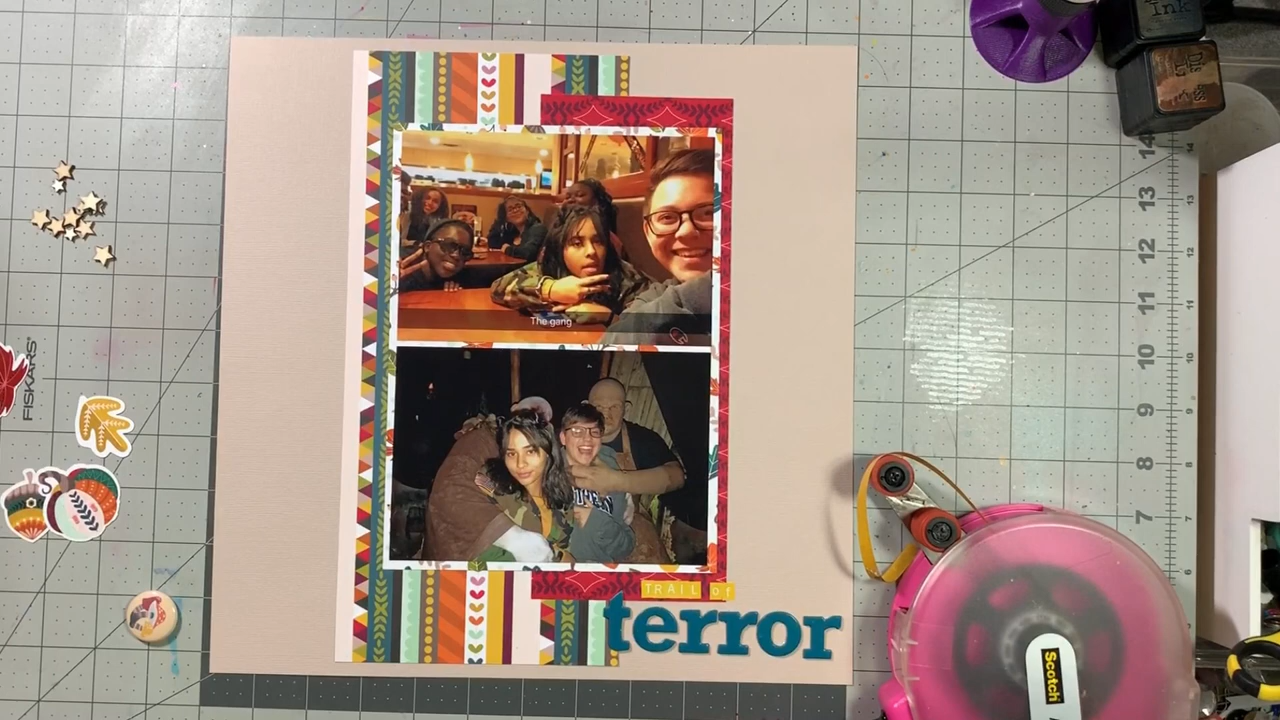 Ink
FISKARS
The gang
TRAIL of
terror
Scotch
14
13
12
11
10
9
8
7